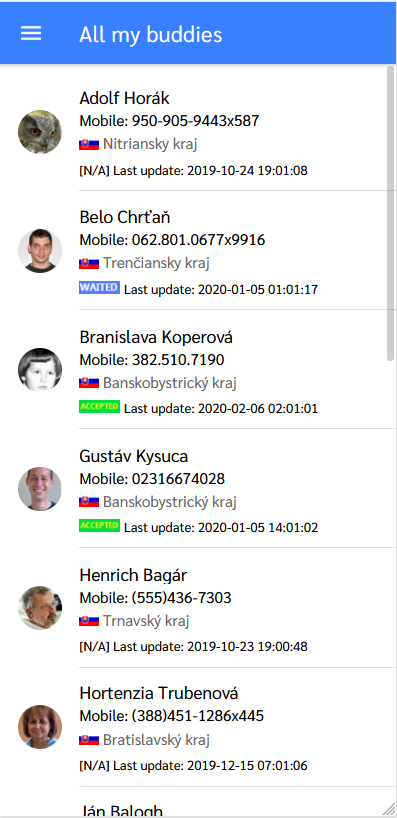 All my buddies
Adolf Horák
Mobile: 950-905-9443x587
Nitriansky kraj
[N/A] Last update: 2019-10-24 19:01:08
Belo Chrťaň
Mobile: 062.801.0677x9916
Trenčiansky kraj
WAITED Last update: 2020-01-05 01:01:17
Branislava Koperová
Mobile: 382.510.7190
Banskobystrický kraj
ACCEPTED Last update: 2020-02-06 02:01:01
Gustáv Kysuca
Mobile: 02316674028
Banskobystrický kraj
ACCEPTED Last update: 2020-01-05 14:01:02
Henrich Bagár
Mobile: (555)436-7303
Trnavský kraj
[N/A] Last update: 2019-10-23 19:00:48
Hortenzia Trubenová
Mobile: (388)451-1286x445
Bratislavský kraj
[N/A] Last update: 2019-12-15 07:01:06
Ján Balogh